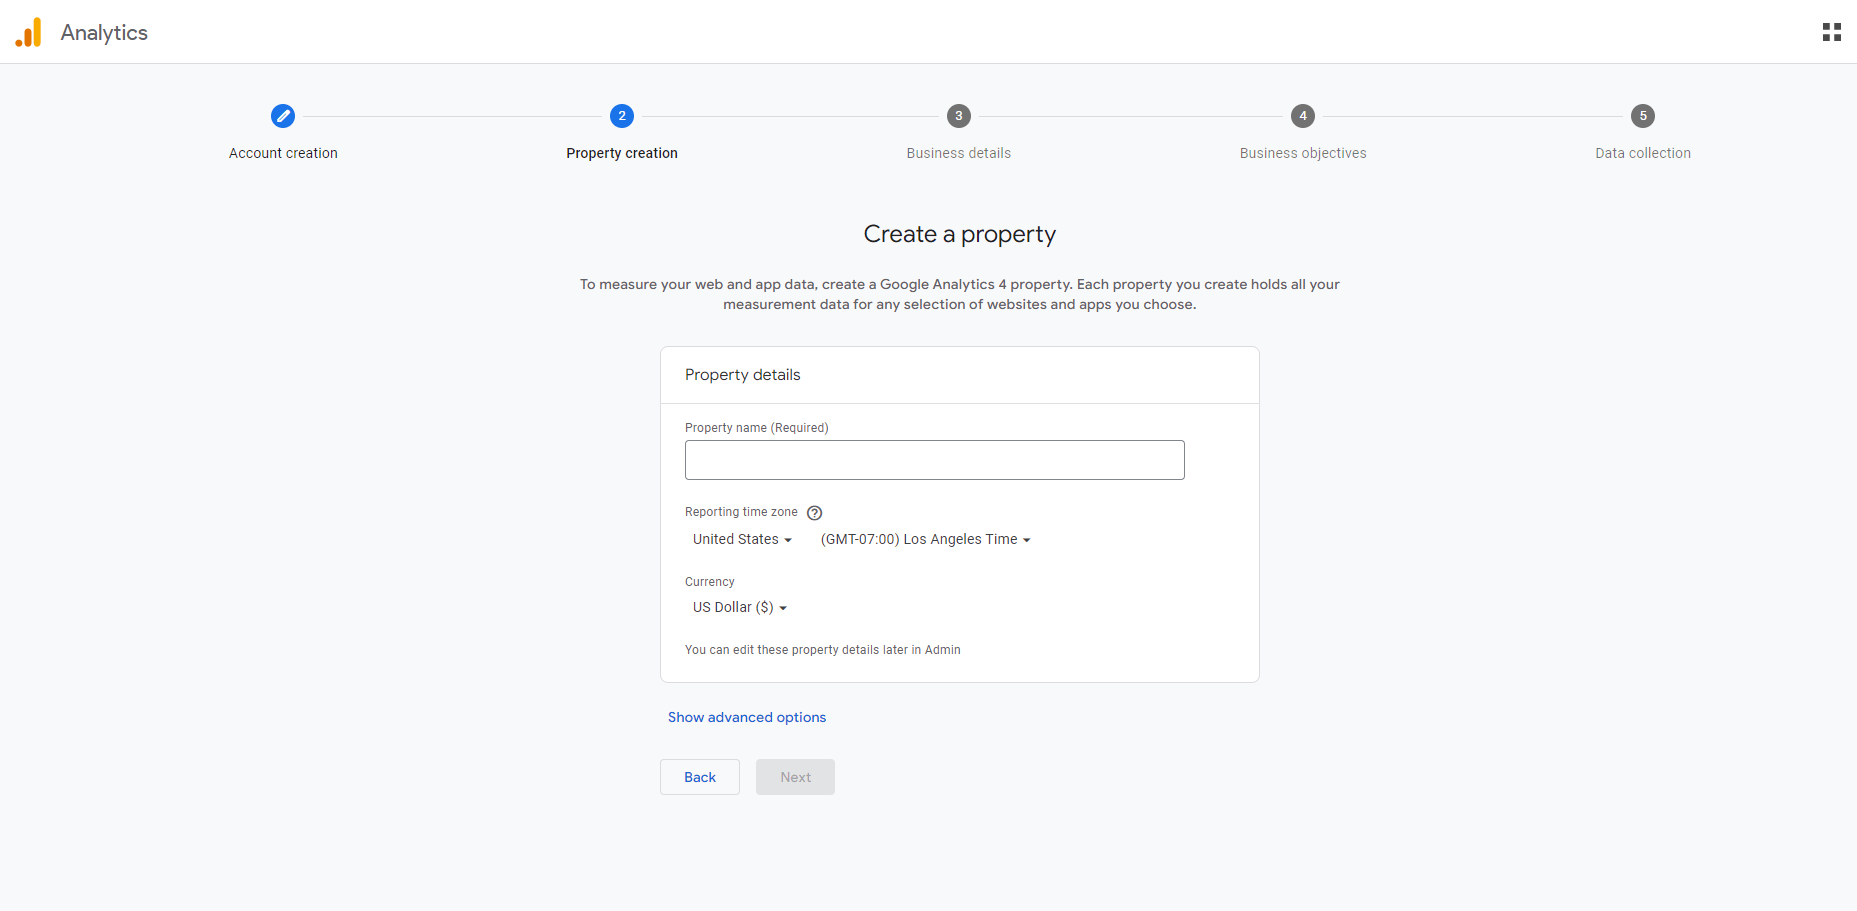 Analytics
2
3
4
5
Account creation
Property creation
Business details
Business objectives
Data collection
Create a property
To measure your web and app data, create a Google Analytics 4 property. Each property you create holds all your
measurement data for any selection of websites and apps you choose.
Property details
Property name (Required)
Reporting time zone ?
United States (GMT-07:00) Los Angeles Time
Currency
US Dollar ($)
You can edit these property details later in Admin
Show advanced options
Back Next